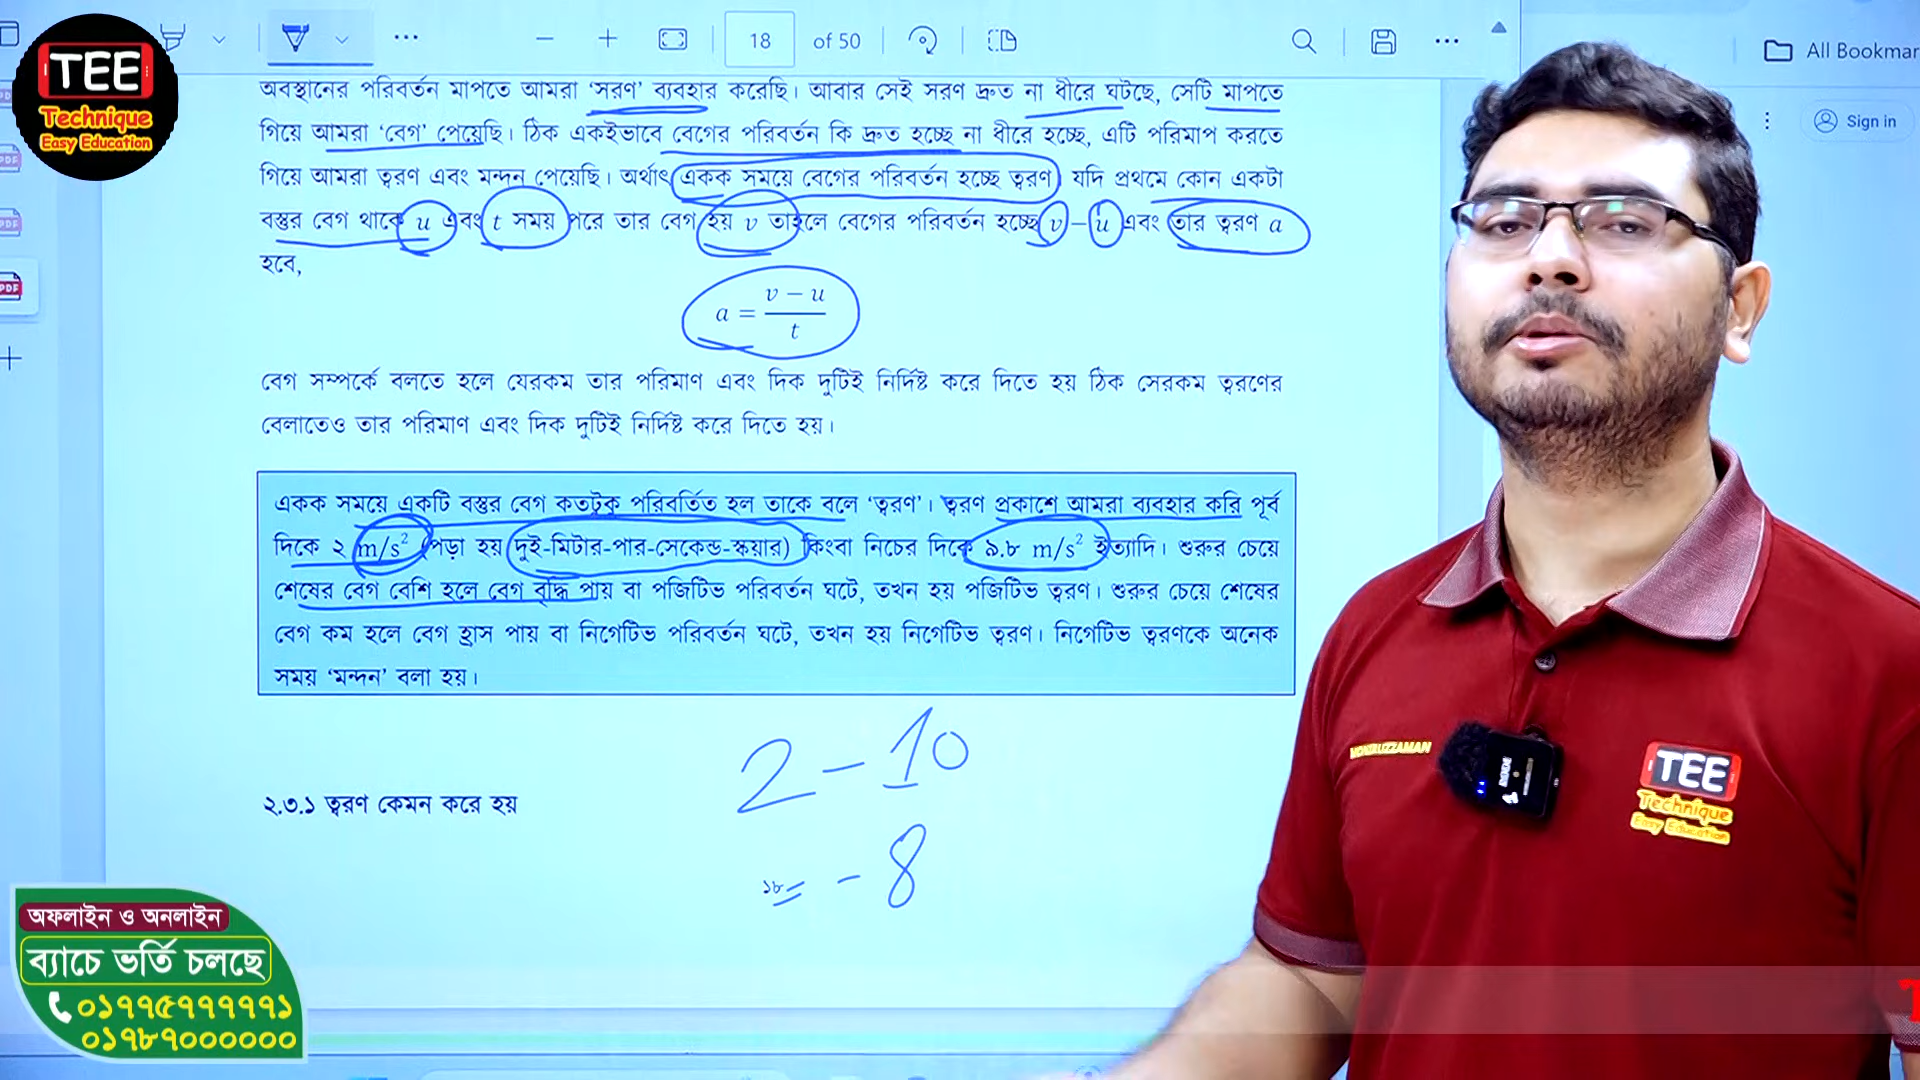 TEE
Technique
Easy Education
18 of 50
All Bookmar
Sign in
অবস্থানের পরিবর্তন মাপতে আমরা ‘সরণ’ ব্যবহার করেছি। আবার সেই সরণ দ্রুত না ধীরে ঘটছে, সেটি মাপতে
গিয়ে আমরা ‘বেগ’ পেয়েছি। ঠিক একইভাবে বেগের পরিবর্তন কি দ্রুত হচ্ছে না ধীরে হচ্ছে, এটি পরিমাপ করতে
গিয়ে আমরা ত্বরণ এবং মন্দন পেয়েছি। অর্থাৎ একক সময়ে বেগের পরিবর্তন হচ্ছে ত্বরণ যদি প্রথমে কোন একটা
বস্তুর বেগ থাকে u এবং t সময় পরে তার বেগ হয় v তাহলে বেগের পরিবর্তন হচ্ছে v – u এবং তার ত্বরণ a
হবে,
a = (v – u)/t
বেগ সম্পর্কে বলতে হলে যেরকম তার পরিমাণ এবং দিক দুটিই নির্দিষ্ট করে দিতে হয় ঠিক সেরকম ত্বরণের
বেলাতেও তার পরিমাণ এবং দিক দুটিই নির্দিষ্ট করে দিতে হয়।
একক সময়ে একটি বস্তুর বেগ কতটুকু পরিবর্তিত হল তাকে বলে ‘ত্বরণ’। ত্বরণ প্রকাশে আমরা ব্যবহার করি পূর্ব
দিকে ২ m/s² (পড়া হয় দুই-মিটার-পার-সেকেন্ড-স্কয়ার) কিংবা নিচের দিকে ৯.৮ m/s² ইত্যাদি। শুরুর চেয়ে
শেষের বেগ বেশি হলে বেগ বৃদ্ধি পায় বা পজিটিভ পরিবর্তন ঘটে, তখন হয় পজিটিভ ত্বরণ। শুরুর চেয়ে শেষের
বেগ কম হলে বেগ হ্রাস পায় বা নিগেটিভ পরিবর্তন ঘটে, তখন হয় নিগেটিভ ত্বরণ। নিগেটিভ ত্বরণকে অনেক
সময় ‘মন্দন’ বলা হয়।
2 – 10
২.৩.১ ত্বরণ কেমন করে হয়
১৮
= - 8
MONIRUZZAMAN
RODE
TEE
Technique
Easy Education
অফলাইন ও অনলাইন
ব্যাচে ভর্তি চলছে
০১৭৭৫৭৭৭৭৭১
০১৭৮৭০০০০০০